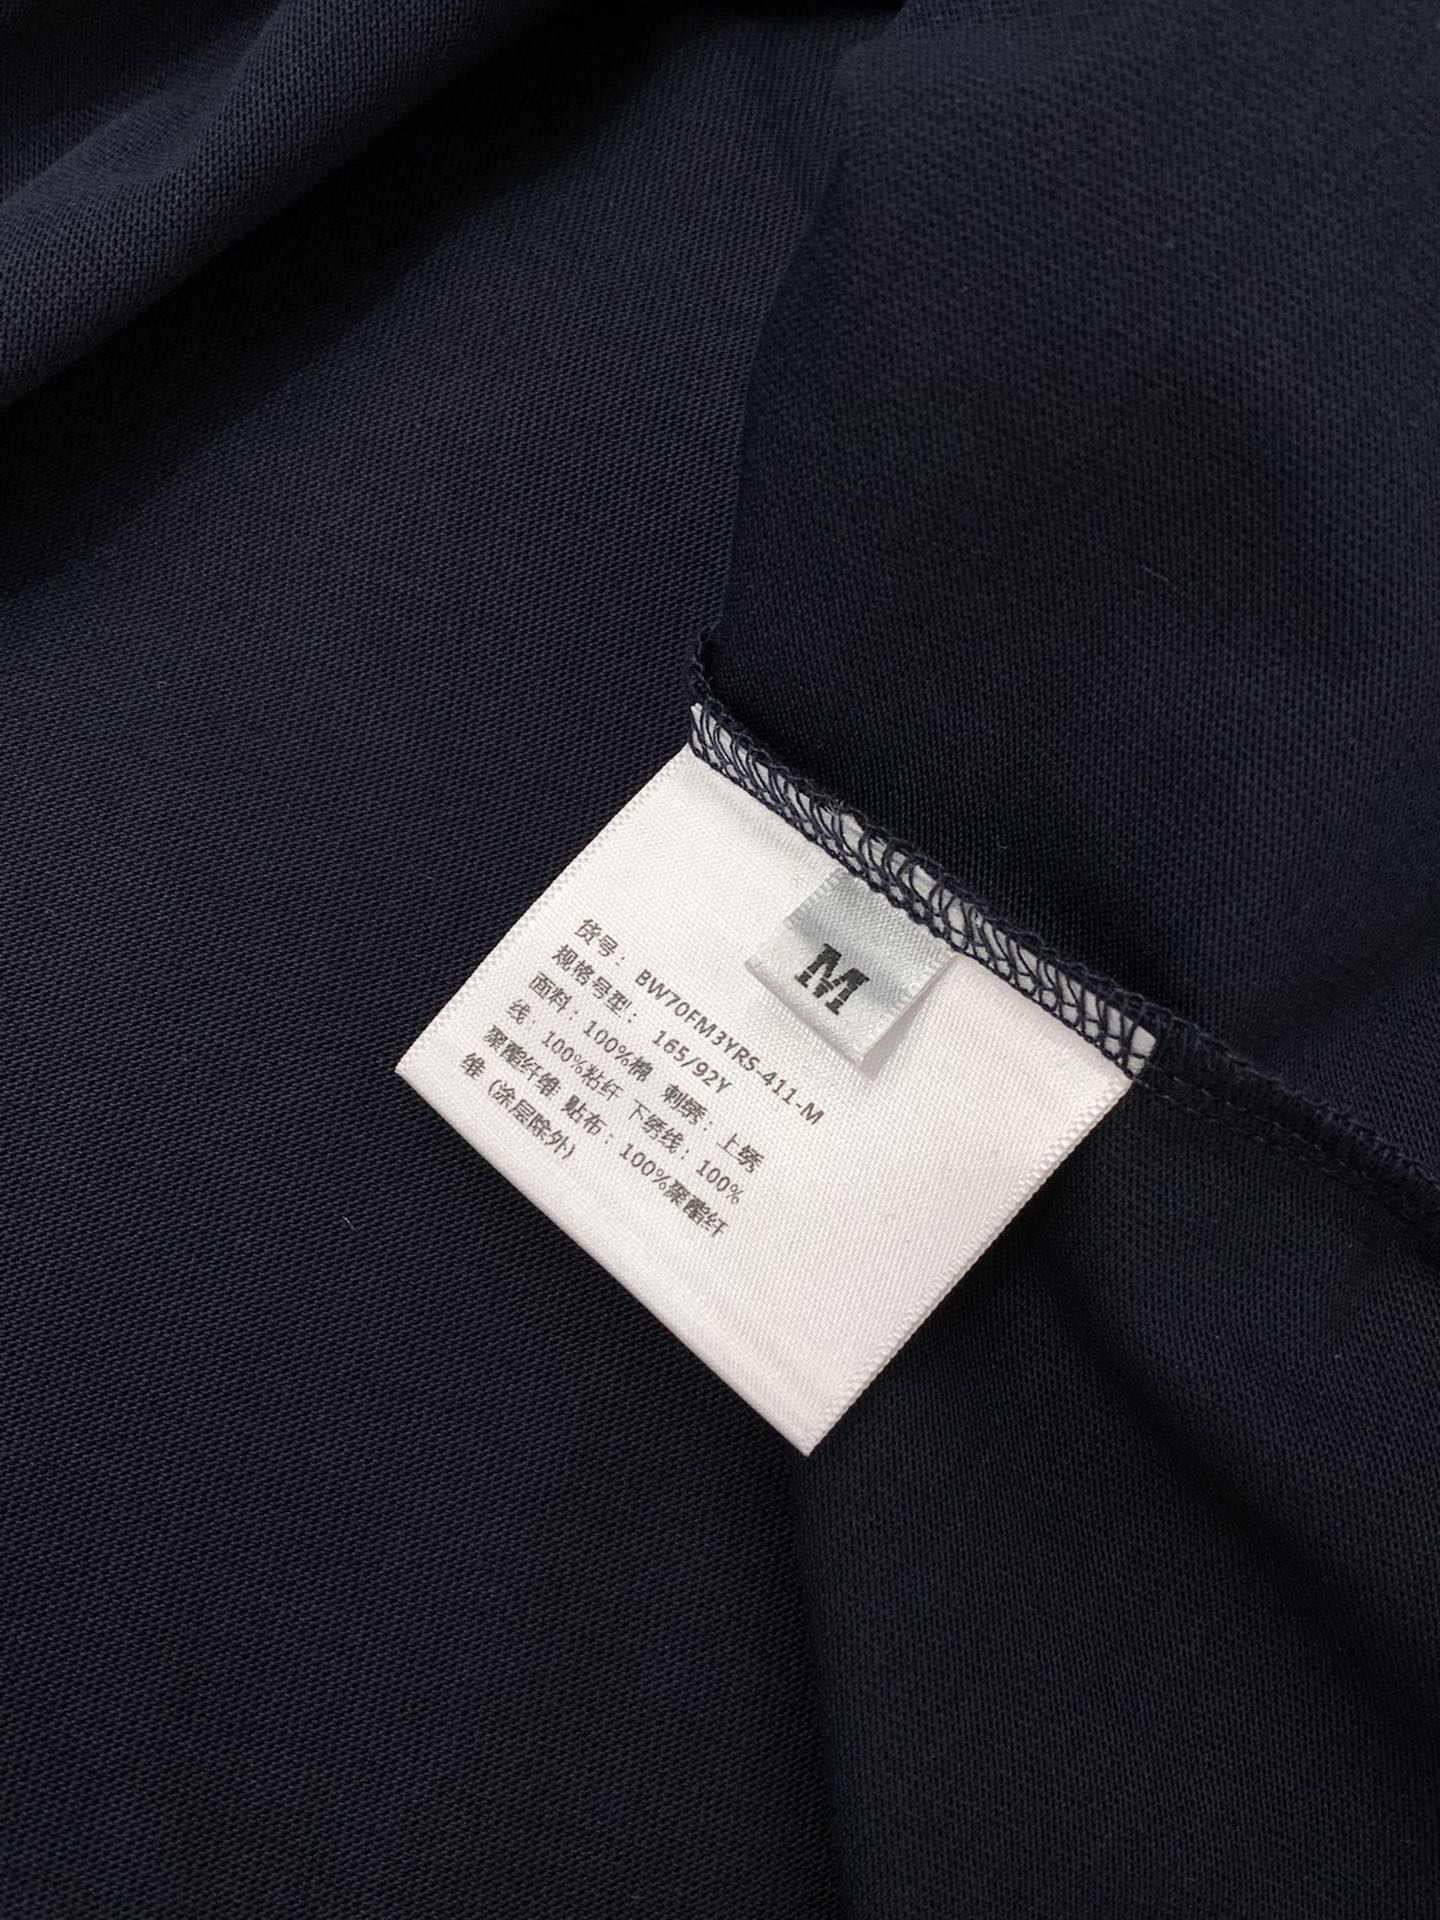 M
货号：BW70FM3YRS-411-M
规格号型：165/92Y
面料：100%棉 刺绣：上绣
线：100%粘纤 下绣线：100%
聚酯纤维 贴布：100%聚酯纤
维（涂层除外）